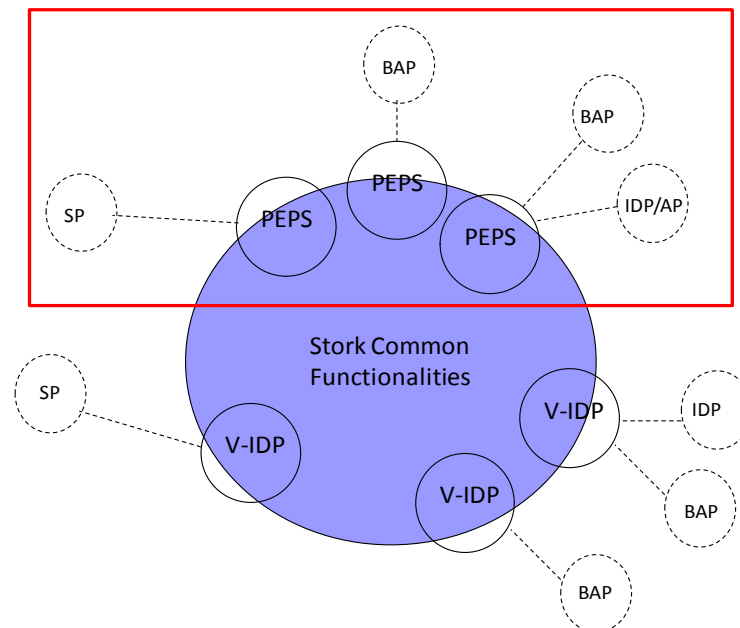 BAP
BAP
PEPS
IDP/AP
SP
PEPS
PEPS
Stork Common
Functionalities
SP
V-IDP
IDP
V-IDP
V-IDP
BAP
BAP